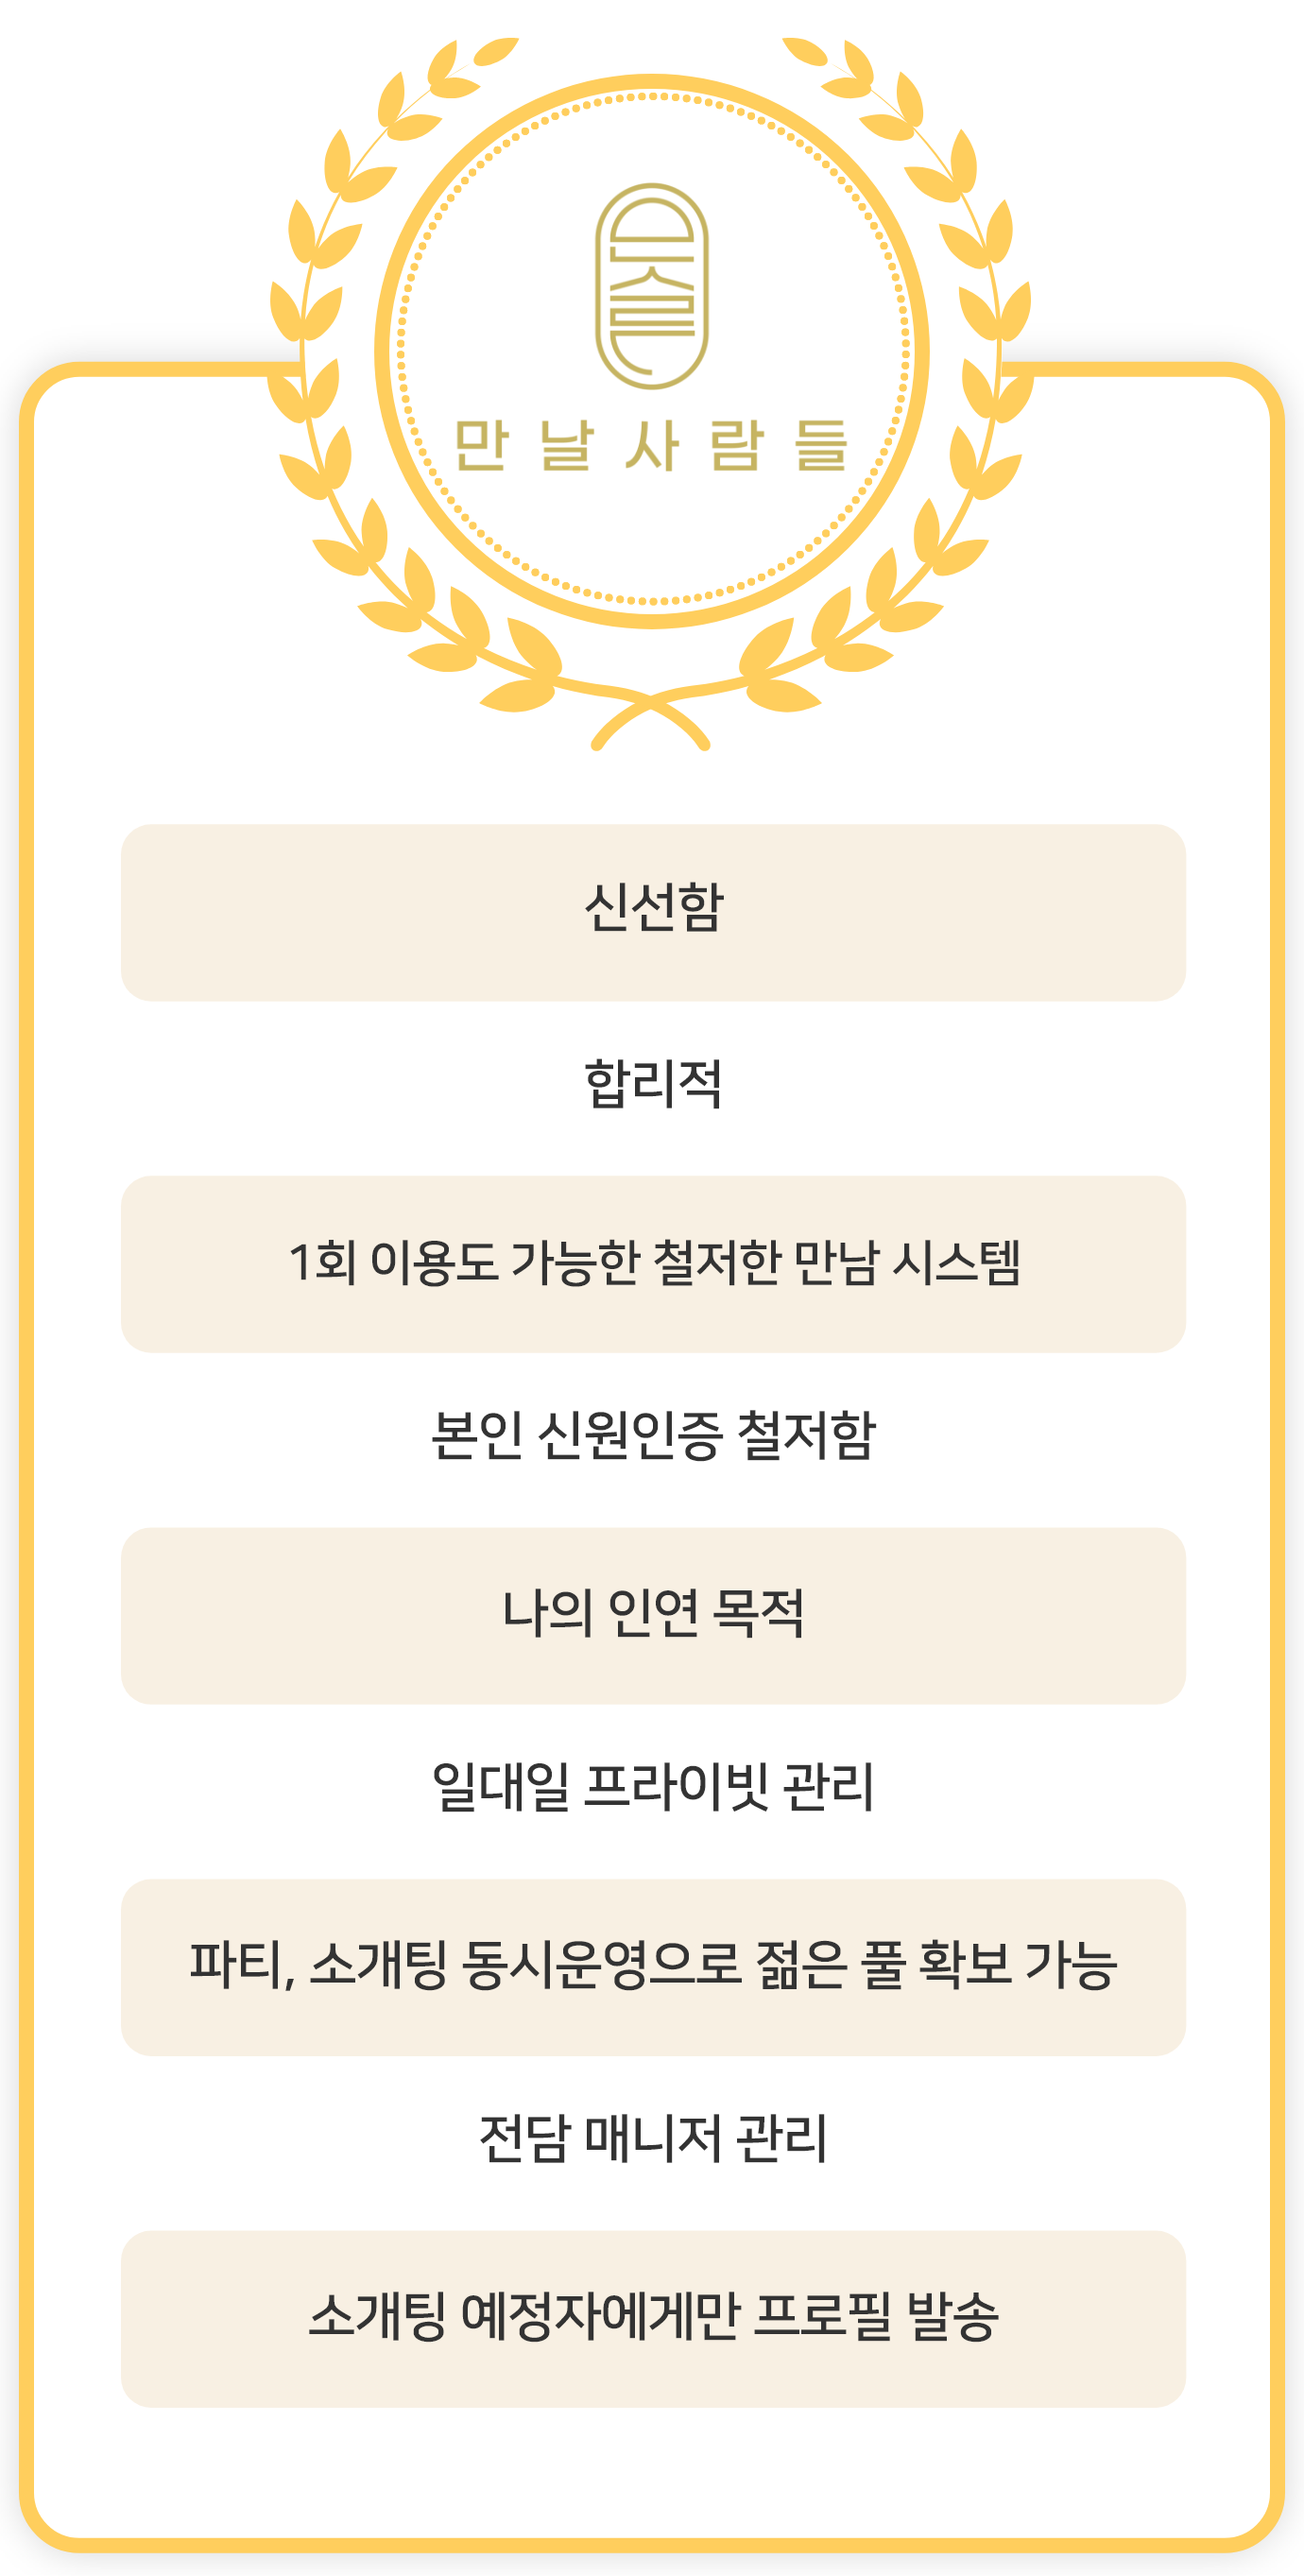 만날사람들
신선함
합리적
1회 이용도 가능한 철저한 만남 시스템
본인 신원인증 철저함
나의 인연 목적
일대일 프라이빗 관리
파티, 소개팅 동시운영으로 젊은 풀 확보 가능
전담 매니저 관리
소개팅 예정자에게만 프로필 발송